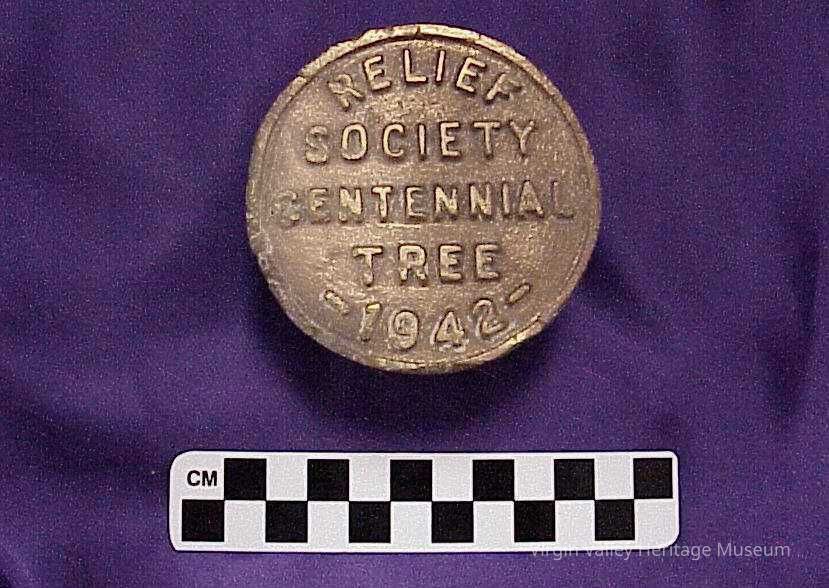 RELIEF
SOCIETY
CENTENNIAL
TREE
-1942-
CM
Virgin Valley Heritage Museum